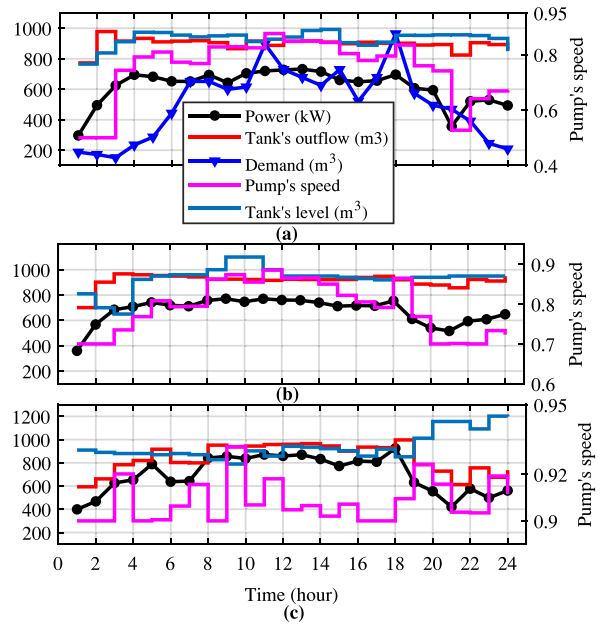 1000
800
600
400
200
0.95
0.8
0.6
0.4
Pump's speed
Power (kW)
Tank's outflow (m3)
Demand (m³)
Pump's speed
Tank's level (m³)
(a)
1000
800
600
400
200
0.9
0.8
0.7
0.6
Pump's speed
(b)
1200
1000
800
600
400
200
0.95
0.92
0.9
Pump's speed
0 2 4 6 8 10 12 14 16 18 20 22 24
Time (hour)
(c)